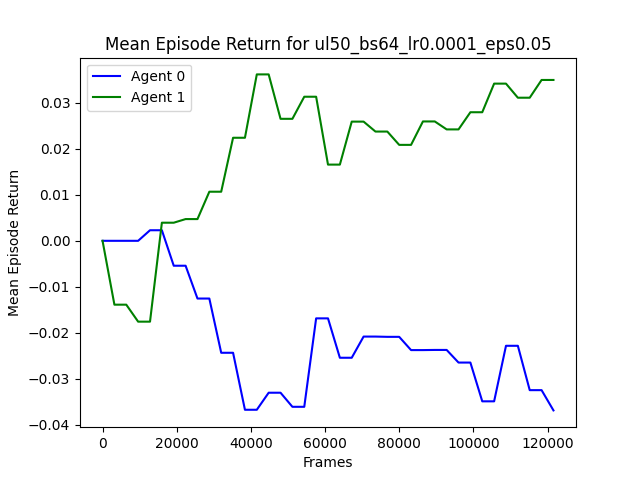 Mean Episode Return for ul50_bs64_lr0.0001_eps0.05
Agent 0
Agent 1
Mean Episode Return
0.03
0.02
0.01
0.00
−0.01
−0.02
−0.03
−0.04
0 20000 40000 60000 80000 100000 120000
Frames